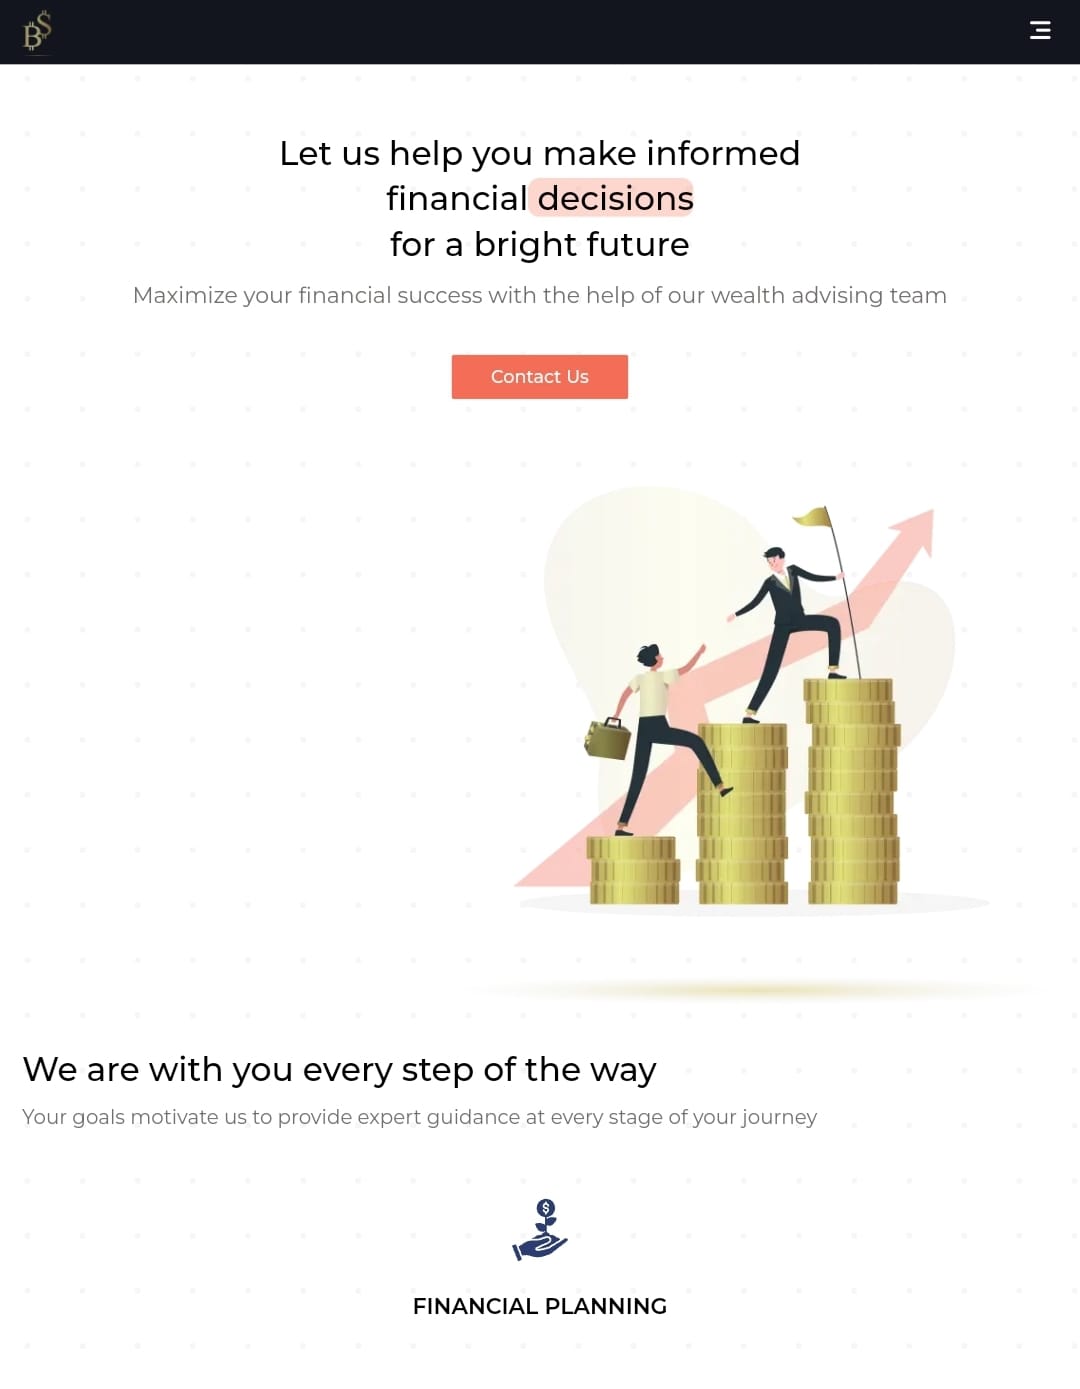 BS
Let us help you make informed
financial decisions
for a bright future
Maximize your financial success with the help of our wealth advising team
Contact Us
We are with you every step of the way
Your goals motivate us to provide expert guidance at every stage of your journey
$
FINANCIAL PLANNING